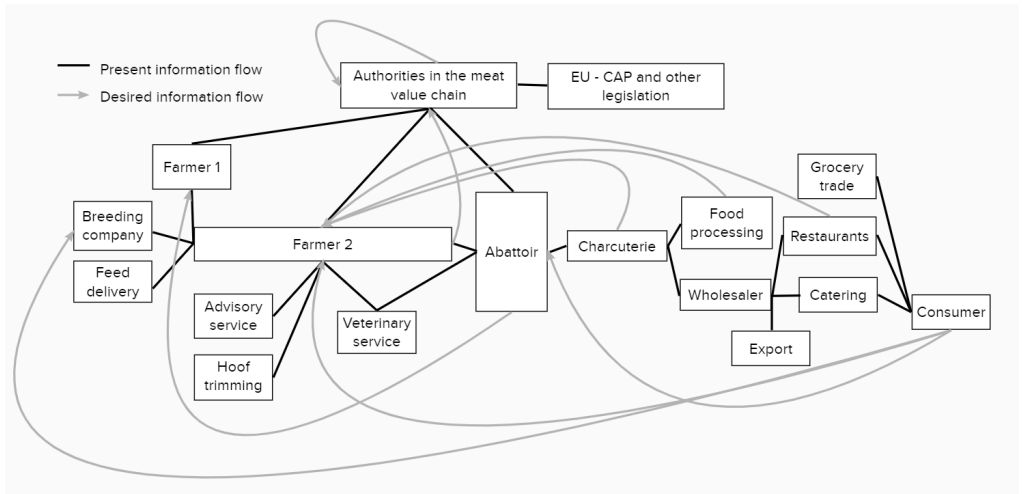 Present information flow
Desired information flow
Authorities in the meat
value chain
EU - CAP and other
legislation
Farmer 1
Breeding
company
Feed
delivery
Farmer 2
Advisory
service
Hoof
trimming
Veterinary
service
Abattoir
Charcuterie
Food
processing
Wholesaler
Export
Grocery
trade
Restaurants
Catering
Consumer